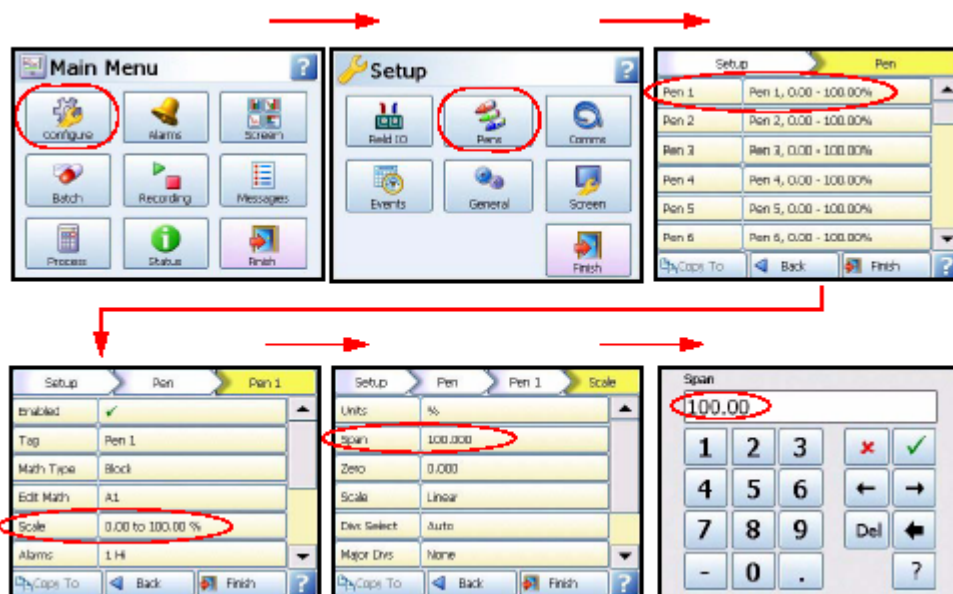 Main Menu ?
Configure Alarms Screen
Batch Recording Messages
Process Status Finish
Setup ?
Field IO Pens Comms
Events General Screen
Finish
Setup Pen
Pen 1 Pen 1, 0.00 - 100.00%
Pen 2 Pen 2, 0.00 - 100.00%
Pen 3 Pen 3, 0.00 - 100.00%
Pen 4 Pen 4, 0.00 - 100.00%
Pen 5 Pen 5, 0.00 - 100.00%
Pen 6 Pen 6, 0.00 - 100.00%
Copy To Back Finish ?
Setup Pen Pen 1
Enabled ✓
Tag Pen 1
Math Type Block
Edit Math A1
Scale 0.00 to 100.00 %
Alarms 1 Hi
Copy To Back Finish ?
Setup Pen Pen 1 Scale
Units %
Span 100.000
Zero 0.000
Scale Linear
Divs Select Auto
Major Divs None
Copy To Back Finish ?
Span
100.00
1 2 3 × ✓
4 5 6 ← →
7 8 9 Del 🡄
- 0 . ?